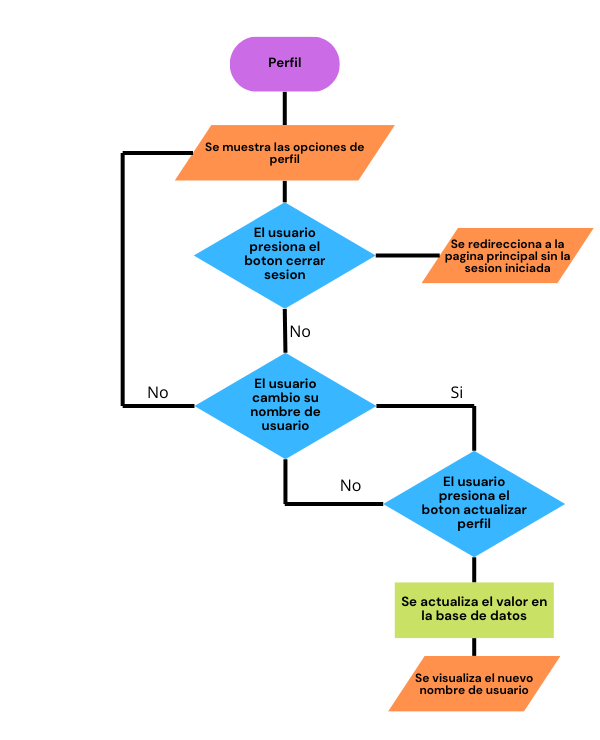 Perfil
Se muestra las opciones de
perfil
El usuario
presiona el
boton cerrar
sesion
Se redirecciona a la
pagina principal sin la
sesion iniciada
No
El usuario
cambio su
nombre de
usuario
No
Si
El usuario
presiona el
boton actualizar
perfil
No
Se actualiza el valor en
la base de datos
Se visualiza el nuevo
nombre de usuario